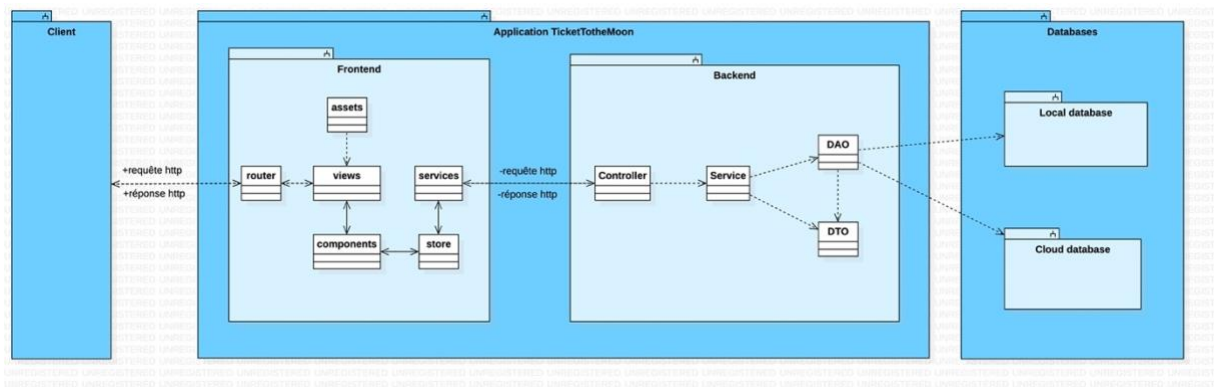 Client
Application TicketTotheMoon
Databases
Frontend
Backend
assets
Local database
DAO
+requête http
router
views
services
-requête http
Controller
Service
+réponse http
-réponse http
DTO
components
store
Cloud database
UNREGISTERED